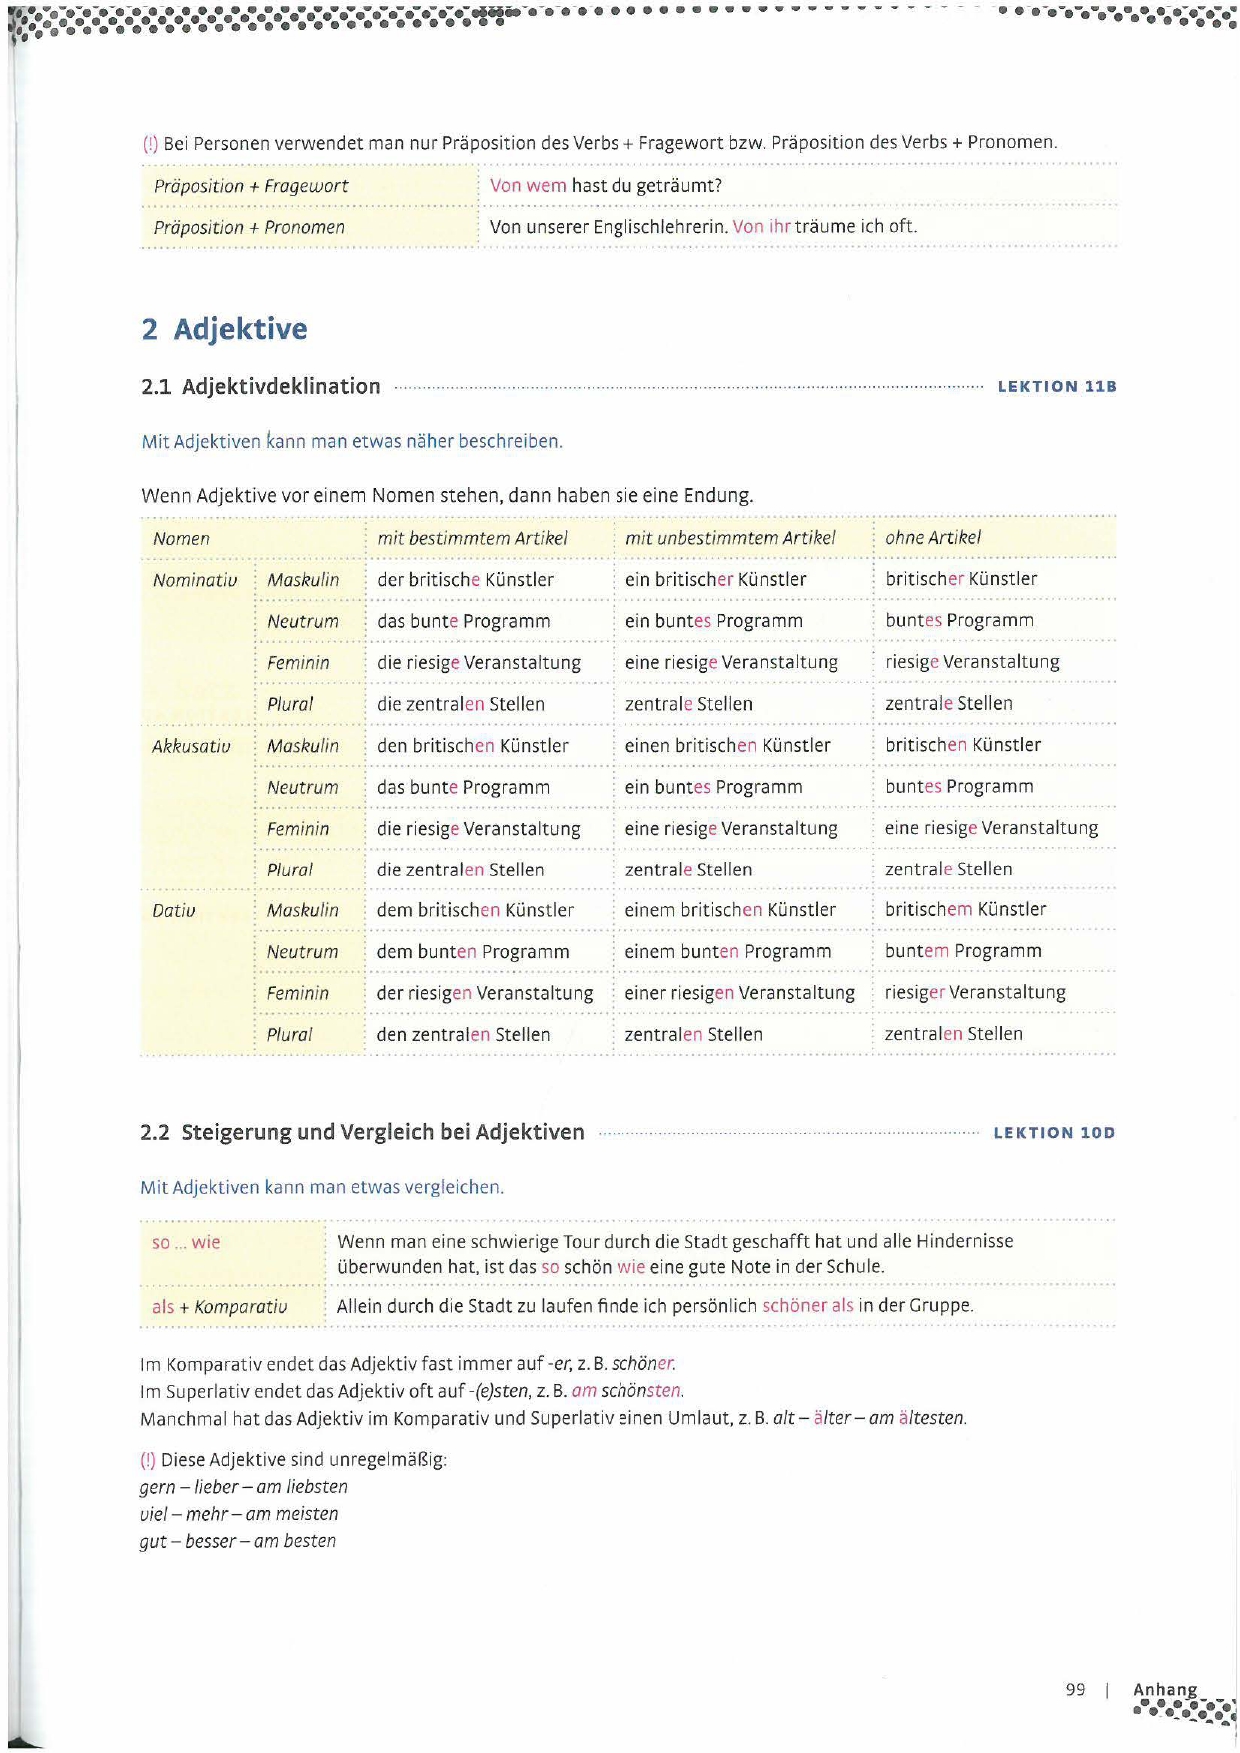 (!) Bei Personen verwendet man nur Präposition des Verbs + Fragewort bzw. Präposition des Verbs + Pronomen.
Präposition + Fragewort Von wem hast du geträumt?
Präposition + Pronomen Von unserer Englischlehrerin. Von ihr träume ich oft.
2 Adjektive
2.1 Adjektivdeklination LEKTION 11B
Mit Adjektiven kann man etwas näher beschreiben.
Wenn Adjektive vor einem Nomen stehen, dann haben sie eine Endung.
Nomen mit bestimmtem Artikel mit unbestimmtem Artikel ohne Artikel
Nominativ Maskulin der britische Künstler ein britischer Künstler britischer Künstler
Neutrum das bunte Programm ein buntes Programm buntes Programm
Feminin die riesige Veranstaltung eine riesige Veranstaltung riesige Veranstaltung
Plural die zentralen Stellen zentrale Stellen zentrale Stellen
Akkusativ Maskulin den britischen Künstler einen britischen Künstler britischen Künstler
Neutrum das bunte Programm ein buntes Programm buntes Programm
Feminin die riesige Veranstaltung eine riesige Veranstaltung eine riesige Veranstaltung
Plural die zentralen Stellen zentrale Stellen zentrale Stellen
Dativ Maskulin dem britischen Künstler einem britischen Künstler britischem Künstler
Neutrum dem bunten Programm einem bunten Programm buntem Programm
Feminin der riesigen Veranstaltung einer riesigen Veranstaltung riesiger Veranstaltung
Plural den zentralen Stellen zentralen Stellen zentralen Stellen
2.2 Steigerung und Vergleich bei Adjektiven LEKTION 10D
Mit Adjektiven kann man etwas vergleichen.
so ... wie Wenn man eine schwierige Tour durch die Stadt geschafft hat und alle Hindernisse
überwunden hat, ist das so schön wie eine gute Note in der Schule.
als + Komparativ Allein durch die Stadt zu laufen finde ich persönlich schöner als in der Gruppe.
Im Komparativ endet das Adjektiv fast immer auf -er, z. B. schöner.
Im Superlativ endet das Adjektiv oft auf -(e)sten, z. B. am schönsten.
Manchmal hat das Adjektiv im Komparativ und Superlativ einen Umlaut, z. B. alt – älter – am ältesten.
(!) Diese Adjektive sind unregelmäßig:
gern – lieber – am liebsten
viel – mehr – am meisten
gut – besser – am besten
99 | Anhang